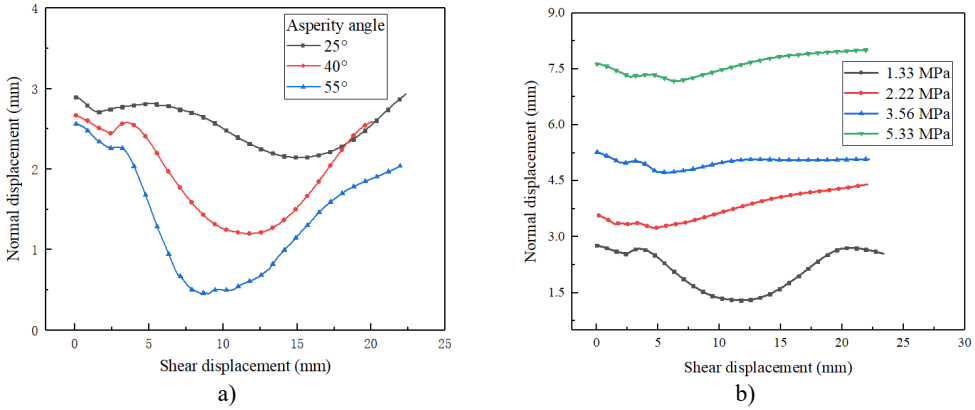 Asperity angle
25°
40°
55°
4
3
2
1
0
0
5
10
15
20
25
Normal displacement (mm)
Shear displacement (mm)
a)
1.33 MPa
2.22 MPa
3.56 MPa
5.33 MPa
9.0
7.5
6.0
4.5
3.0
1.5
0
5
10
15
20
25
30
Normal displacement (mm)
Shear displacement (mm)
b)